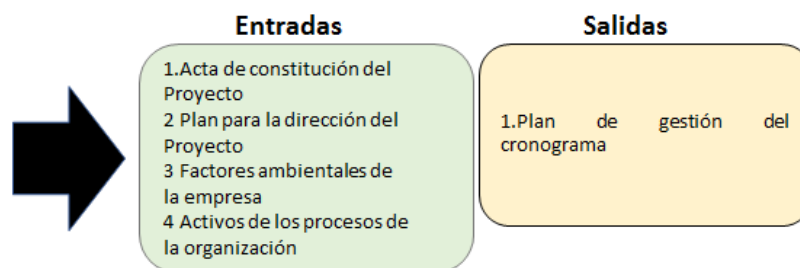 Entradas
1.Acta de constitución del
Proyecto
2 Plan para la dirección del
Proyecto
3 Factores ambientales de
la empresa
4 Activos de los procesos de
la organización
Salidas
1.Plan de gestión del
cronograma